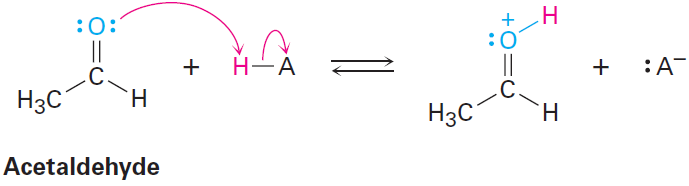 :O: + H
:O
C + H—A C + :A⁻
H₃C H H₃C H
Acetaldehyde